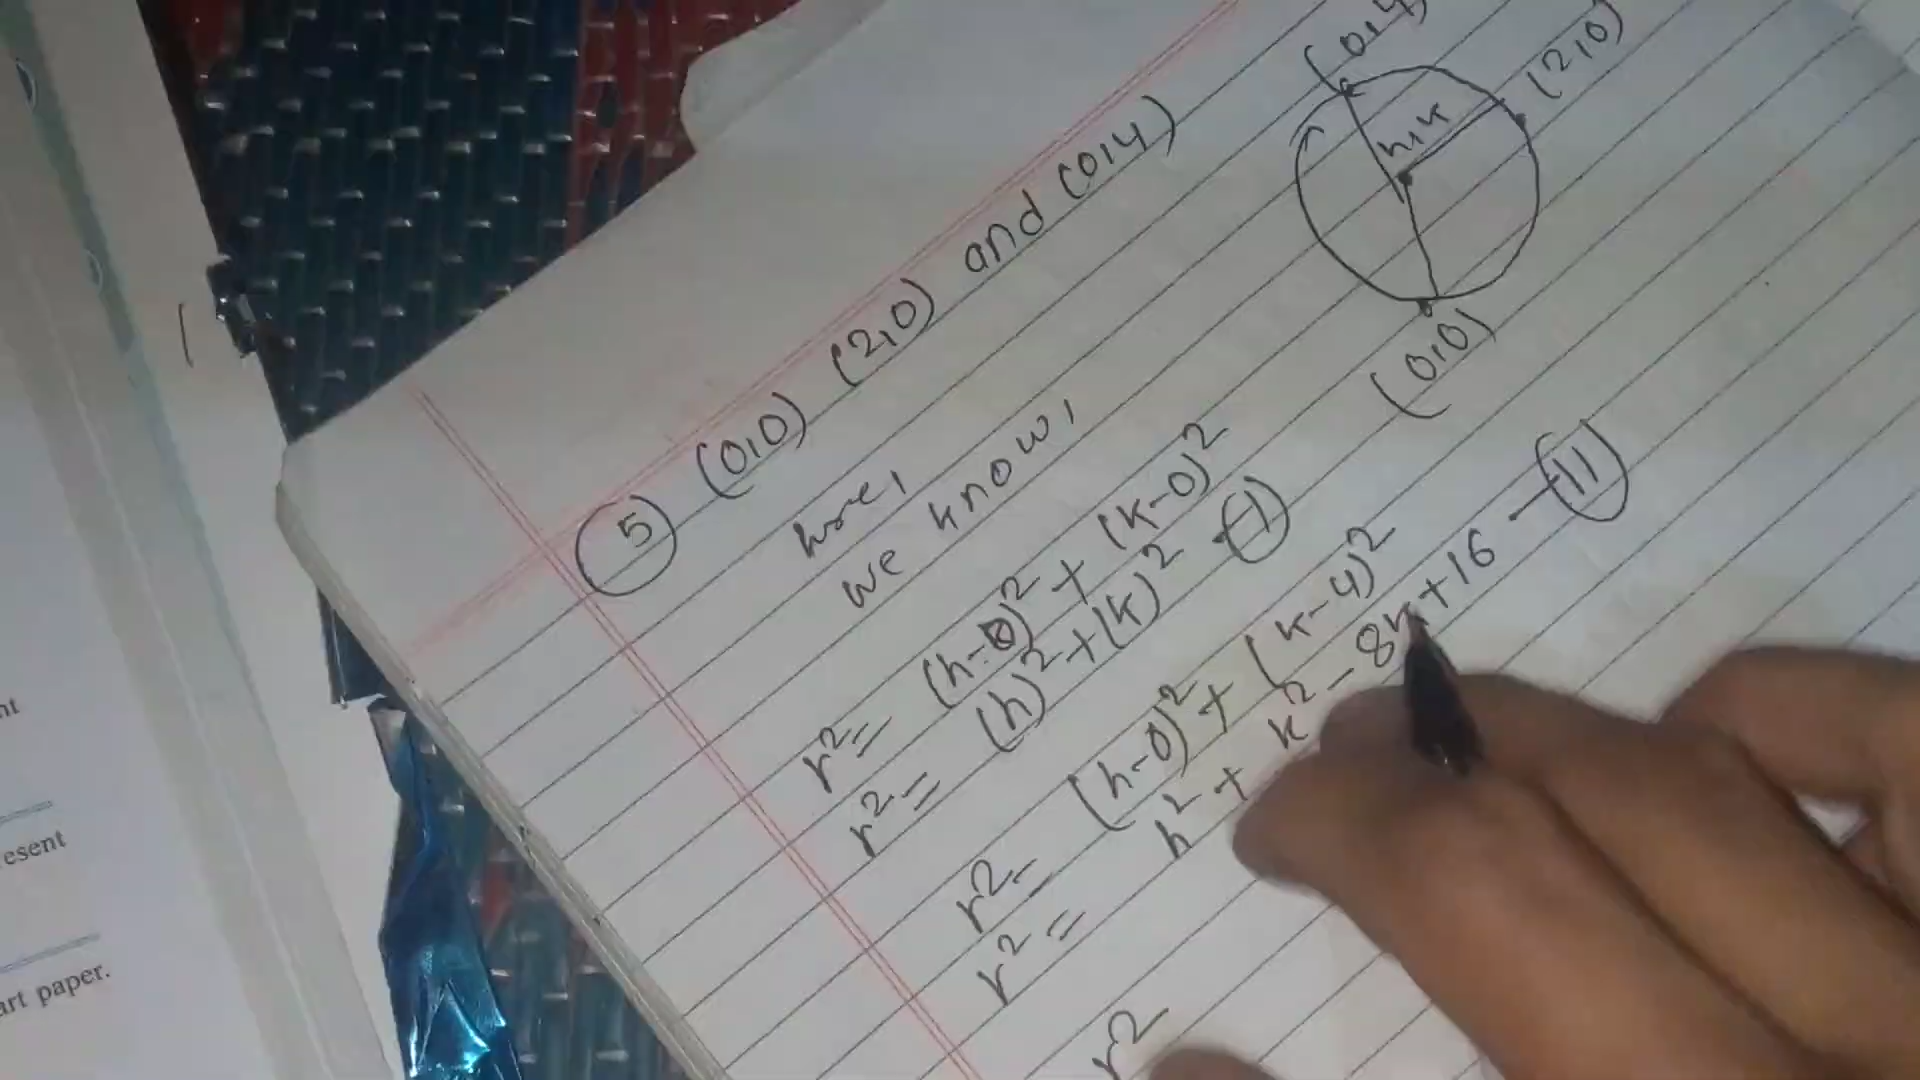 (5) (0,0) (2,0) and (0,4)
here,
we know,
r²= (h-0)² + (k-0)²
r² = (h)² + (k)² -(1)
r²= (h-0)² + (k-4)²
r² = h² + k² - 8k + 16 -(11)
r²
(0,4)
(2,0)
h,k
(0,0)
esent
art paper.